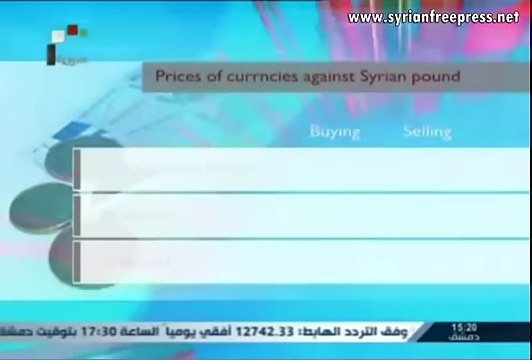 www.syrianfreepress.net
سورية
Prices of currncies against Syrian pound
Buying Selling
وفق التردد الهابط: 12742.33 أفقي يومياً الساعة 17:30 بتوقيت دمشق
15:20
دمشق